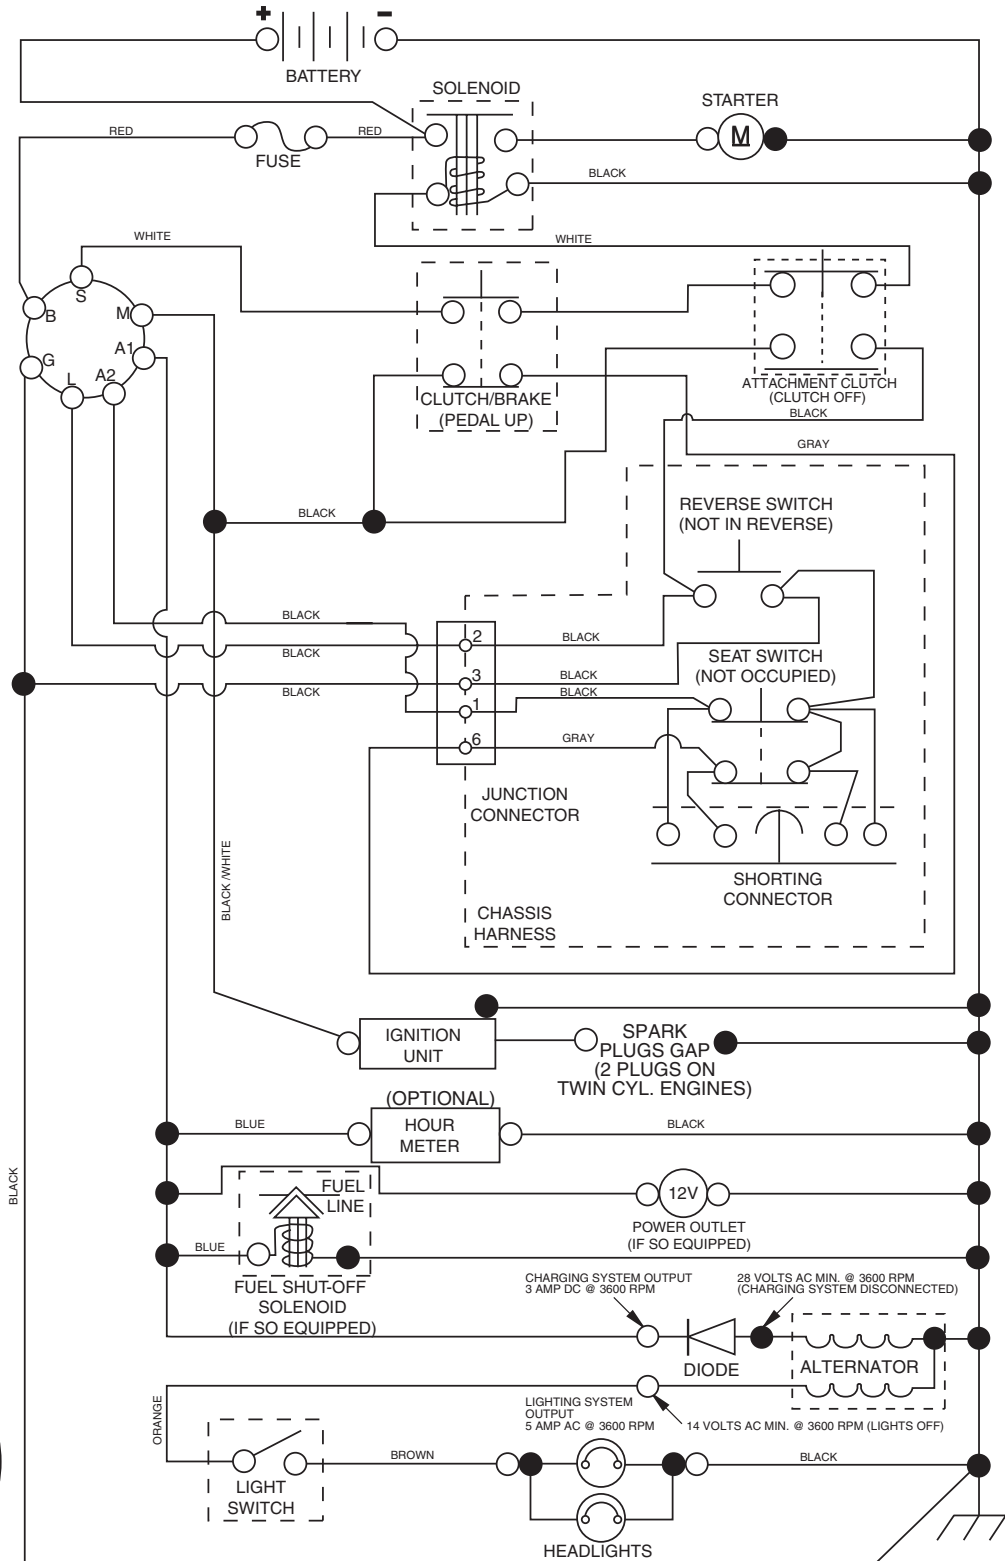 + −
BATTERY
SOLENOID
STARTER
M
RED
RED
FUSE
BLACK
WHITE
WHITE
S
B
M
A1
G
L
A2
CLUTCH/BRAKE
(PEDAL UP)
ATTACHMENT CLUTCH
(CLUTCH OFF)
BLACK
GRAY
BLACK
REVERSE SWITCH
(NOT IN REVERSE)
BLACK
2
BLACK
BLACK
SEAT SWITCH
(NOT OCCUPIED)
3
BLACK
BLACK
1
BLACK
6
GRAY
JUNCTION
CONNECTOR
BLACK /WHITE
SHORTING
CONNECTOR
CHASSIS
HARNESS
IGNITION
UNIT
SPARK
PLUGS GAP
(2 PLUGS ON
TWIN CYL. ENGINES)
(OPTIONAL)
HOUR
METER
BLUE
BLACK
BLACK
FUEL
LINE
12V
POWER OUTLET
(IF SO EQUIPPED)
BLUE
FUEL SHUT-OFF
SOLENOID
(IF SO EQUIPPED)
CHARGING SYSTEM OUTPUT
3 AMP DC @ 3600 RPM
28 VOLTS AC MIN. @ 3600 RPM
(CHARGING SYSTEM DISCONNECTED)
DIODE
ALTERNATOR
ORANGE
LIGHTING SYSTEM
OUTPUT
5 AMP AC @ 3600 RPM
14 VOLTS AC MIN. @ 3600 RPM (LIGHTS OFF)
BROWN
BLACK
LIGHT
SWITCH
HEADLIGHTS